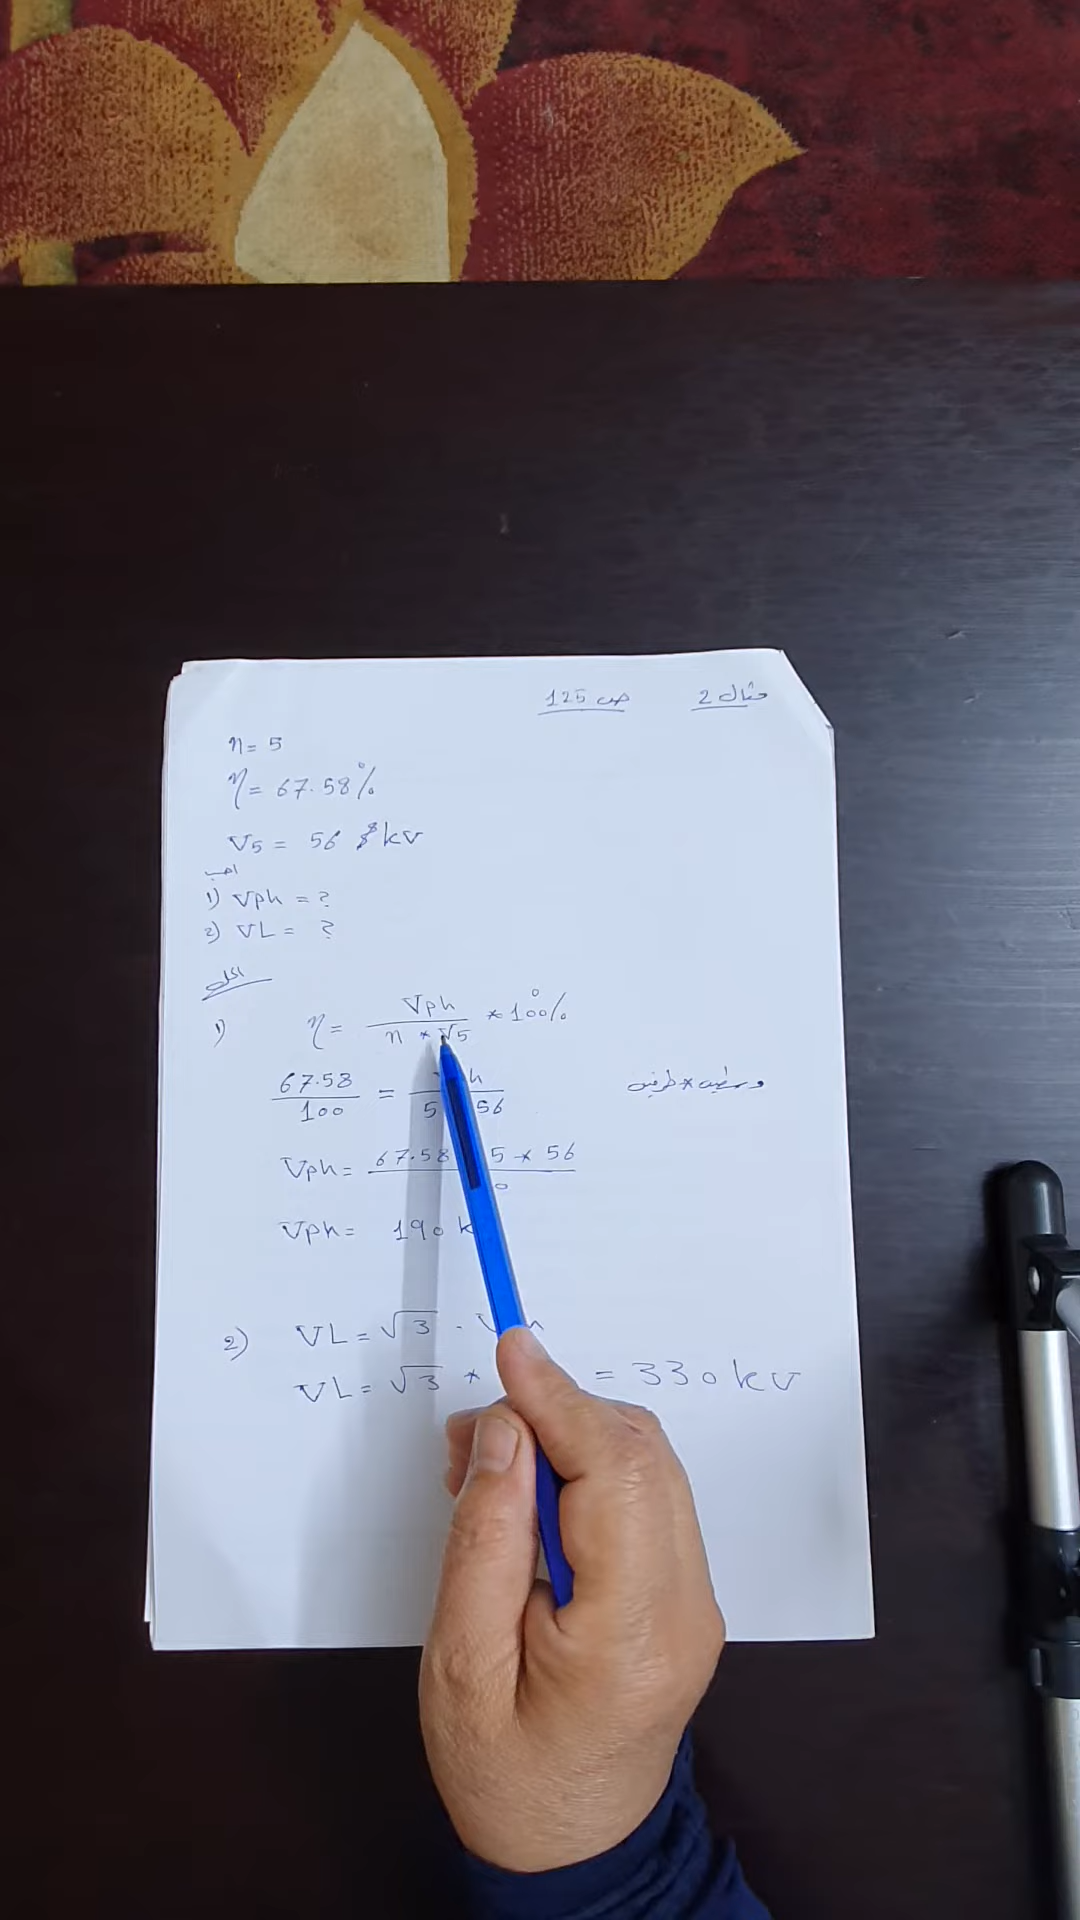 مثال 2 ص 125
n = 5
η = 67.58 %
V5 = 56 kv
احسب
1) Vph = ?
2) VL = ?
الحل
1) η = Vph / n * V5 * 100%
67.58 / 100 = h / 5 56
وسطين * طرفين
Vph = 67.58 5 * 56
Vph = 190 k
2) VL = √3 . V
VL = √3 * = 330 kv